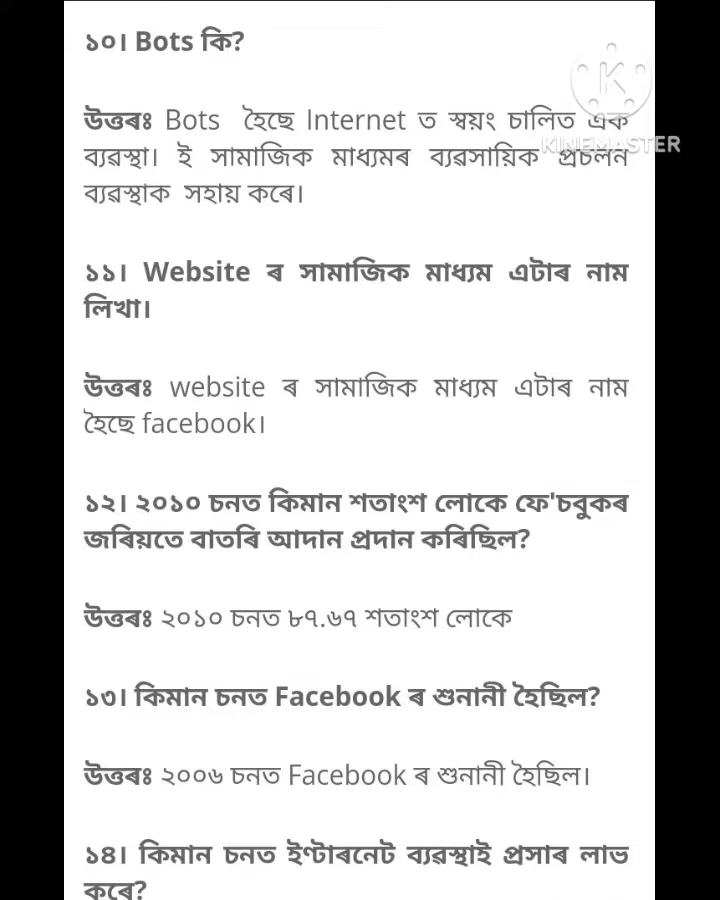 ১০। Bots কি?
উত্তৰঃ Bots হৈছে Internet ত স্বয়ং চালিত এক
KINEMASTER
ব্যৱস্থা। ই সামাজিক মাধ্যমৰ ব্যৱসায়িক প্ৰচলন
ব্যৱস্থাক সহায় কৰে।
১১। Website ৰ সামাজিক মাধ্যম এটাৰ নাম
লিখা।
উত্তৰঃ website ৰ সামাজিক মাধ্যম এটাৰ নাম
হৈছে facebook।
১২। ২০১০ চনত কিমান শতাংশ লোকে ফে'চবুকৰ
জৰিয়তে বাতৰি আদান প্ৰদান কৰিছিল?
উত্তৰঃ ২০১০ চনত ৮৭.৬৭ শতাংশ লোকে
১৩। কিমান চনত Facebook ৰ শুনানী হৈছিল?
উত্তৰঃ ২০০৬ চনত Facebook ৰ শুনানী হৈছিল।
১৪। কিমান চনত ইণ্টাৰনেট ব্যৱস্থাই প্ৰসাৰ লাভ
কৰে?